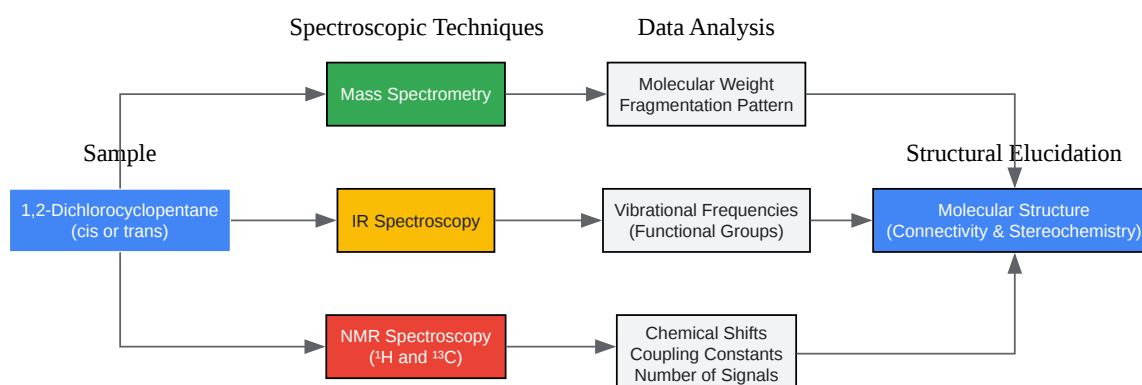 Spectroscopic Techniques
Data Analysis
Mass Spectrometry
Molecular Weight
Fragmentation Pattern
Sample
Structural Elucidation
1,2-Dichlorocyclopentane
(cis or trans)
IR Spectroscopy
Vibrational Frequencies
(Functional Groups)
Molecular Structure
(Connectivity & Stereochemistry)
NMR Spectroscopy
(¹H and ¹³C)
Chemical Shifts
Coupling Constants
Number of Signals